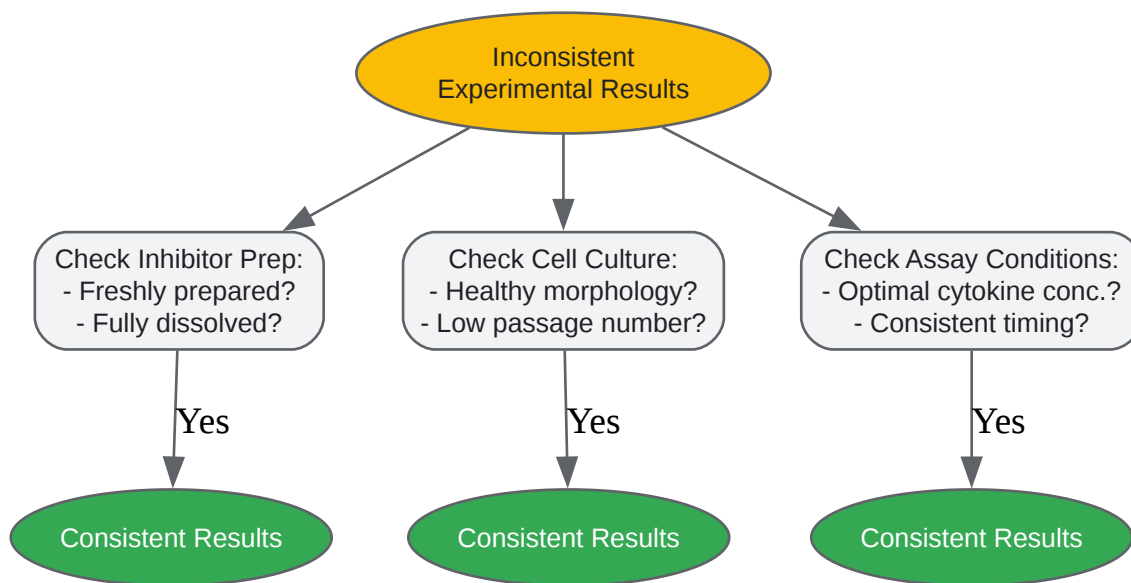 Inconsistent
Experimental Results
Check Inhibitor Prep:
- Freshly prepared?
- Fully dissolved?
Check Cell Culture:
- Healthy morphology?
- Low passage number?
Check Assay Conditions:
- Optimal cytokine conc.?
- Consistent timing?
Yes
Yes
Yes
Consistent Results
Consistent Results
Consistent Results